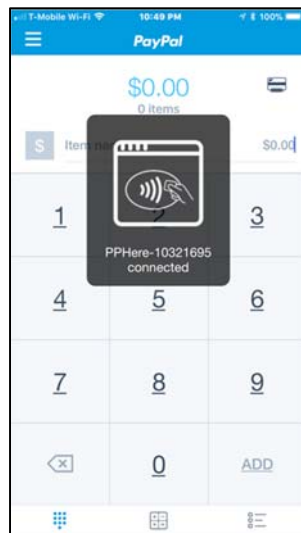 T-Mobile Wi-Fi 10:49 PM 100%
PayPal
$0.00
0 items
$ Item $0.00
1 2 3
PPHere-10321695
connected
4 5 6
7 8 9
0 ADD